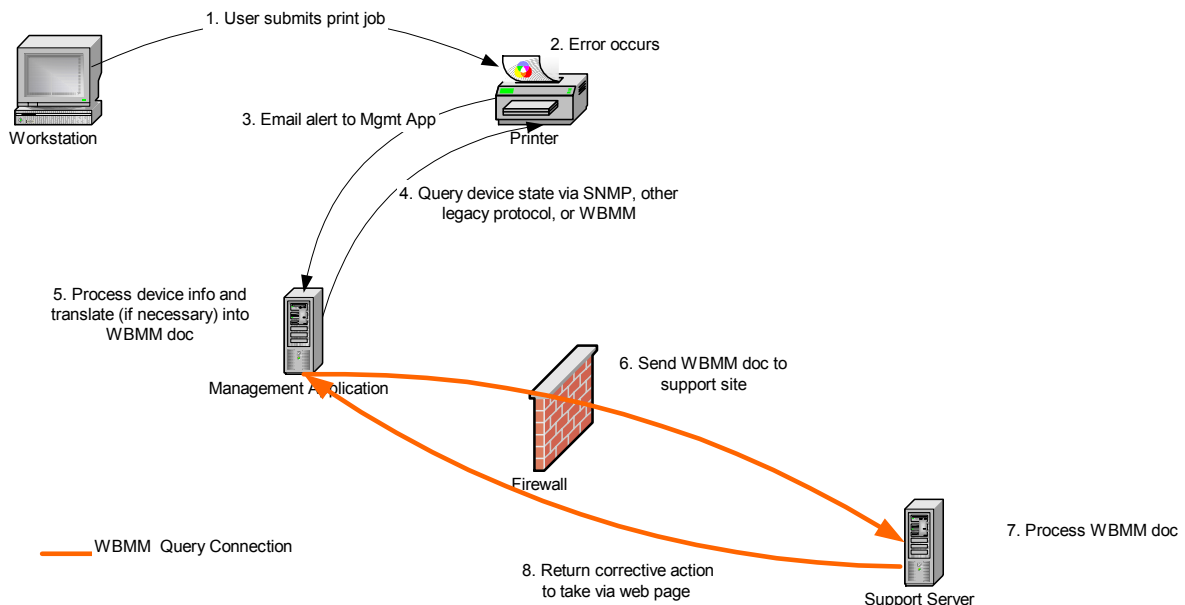 1. User submits print job
2. Error occurs
Workstation
3. Email alert to Mgmt App
Printer
4. Query device state via SNMP, other
legacy protocol, or WBMM
5. Process device info and
translate (if necessary) into
WBMM doc
Management Application
6. Send WBMM doc to
support site
Firewall
7. Process WBMM doc
WBMM Query Connection
8. Return corrective action
to take via web page
Support Server